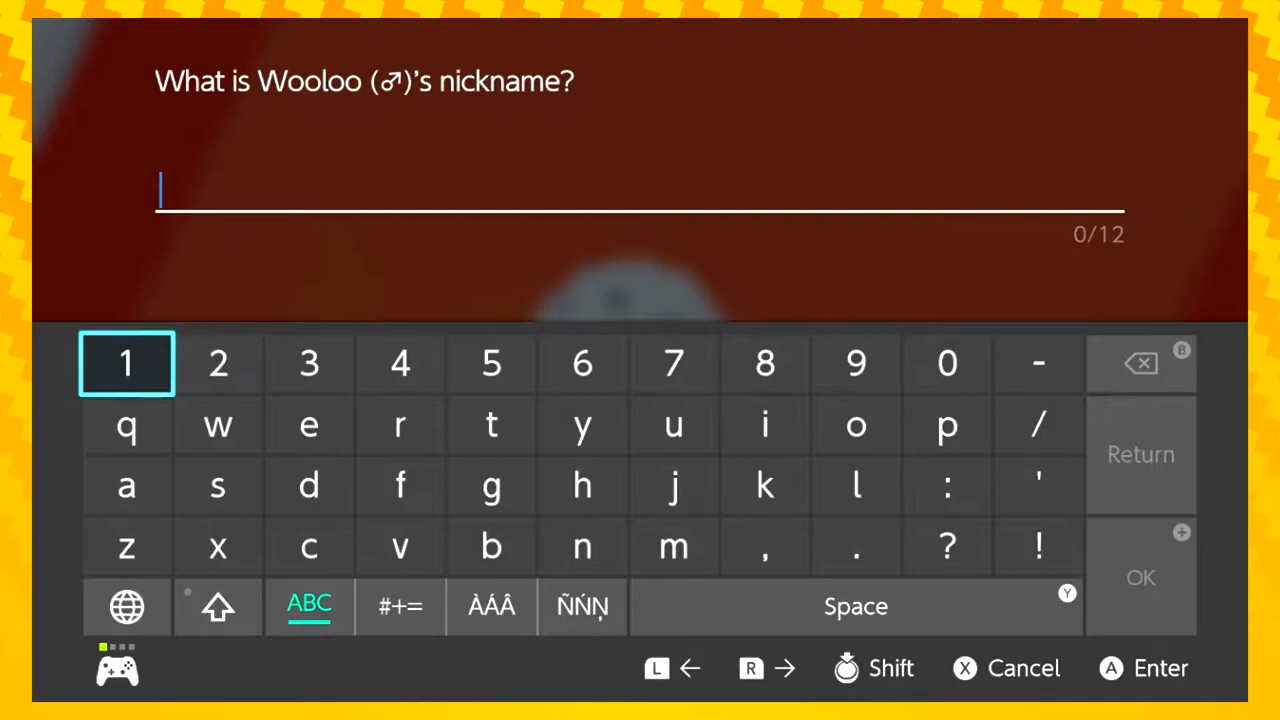 What is Wooloo (♂)'s nickname?
0/12
1 2 3 4 5 6 7 8 9 0 - B
q w e r t y u i o p / Return
a s d f g h j k l : '
z x c v b n m , . ? ! + OK
ABC #+= ÀÁÂ ÑŃŅ Space Y
L ← R → Shift X Cancel A Enter